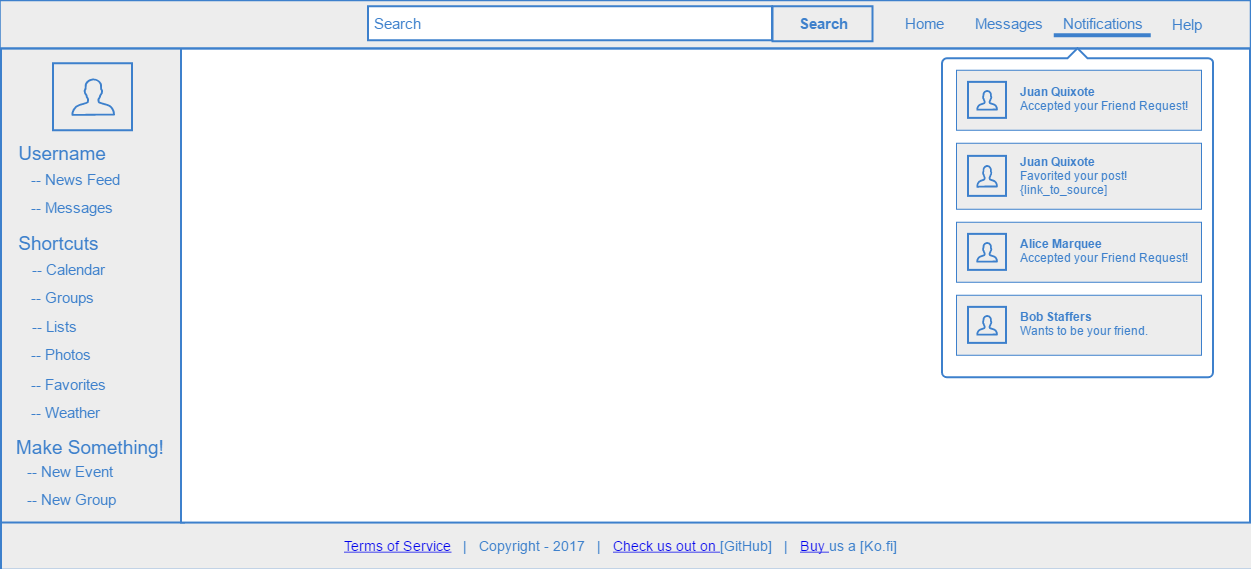 Search
Search
Home
Messages
Notifications
Help
Username
-- News Feed
-- Messages
Shortcuts
-- Calendar
-- Groups
-- Lists
-- Photos
-- Favorites
-- Weather
Make Something!
-- New Event
-- New Group
Juan Quixote
Accepted your Friend Request!
Juan Quixote
Favorited your post!
{link_to_source]
Alice Marquee
Accepted your Friend Request!
Bob Staffers
Wants to be your friend.
Terms of Service | Copyright - 2017 | Check us out on [GitHub] | Buy us a [Ko.fi]